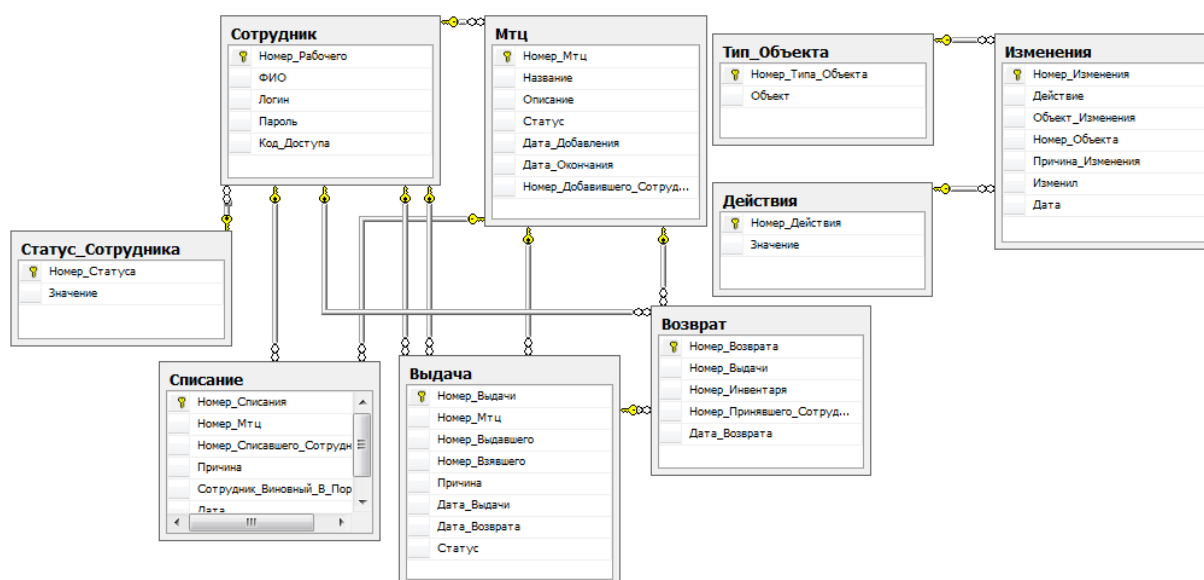 Сотрудник
Номер_Рабочего
ФИО
Логин
Пароль
Код_Доступа
Мтц
Номер_Мтц
Название
Описание
Статус
Дата_Добавления
Дата_Окончания
Номер_Добавившего_Сотруд...
Тип_Объекта
Номер_Типа_Объекта
Объект
Изменения
Номер_Изменения
Действие
Объект_Изменения
Номер_Объекта
Причина_Изменения
Изменил
Дата
Действия
Номер_Действия
Значение
Статус_Сотрудника
Номер_Статуса
Значение
Возврат
Номер_Возврата
Номер_Выдачи
Номер_Инвентаря
Номер_Принявшего_Сотруд...
Дата_Возврата
Списание
Номер_Списания
Номер_Мтц
Номер_Списавшего_Сотрудн
Причина
Сотрудник_Виновный_В_Пор
Дата
Выдача
Номер_Выдачи
Номер_Мтц
Номер_Выдавшего
Номер_Взявшего
Причина
Дата_Выдачи
Дата_Возврата
Статус